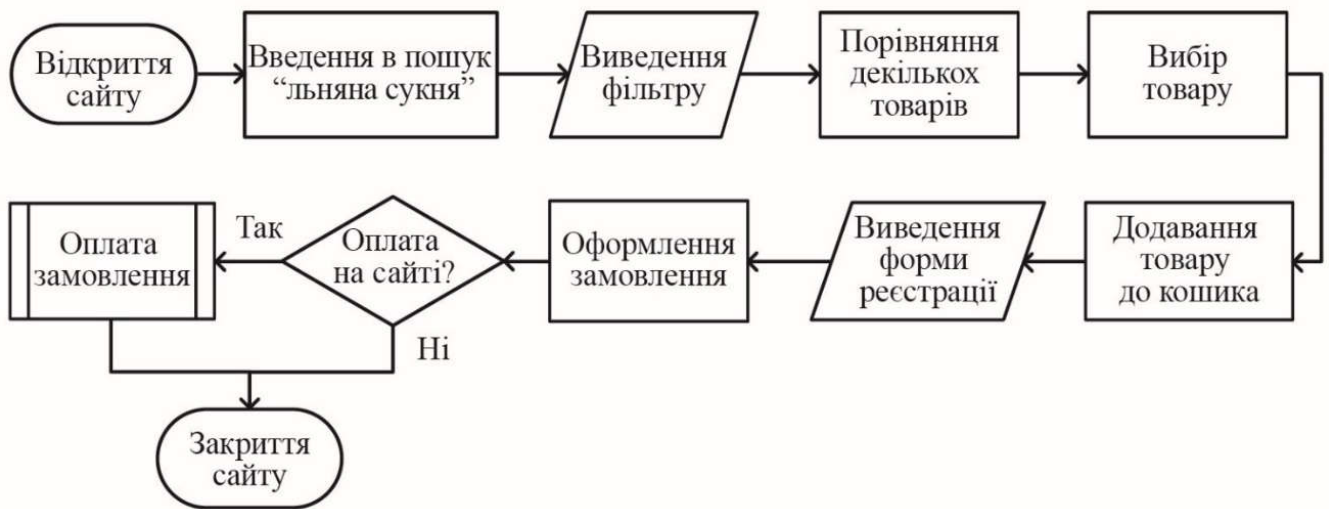 Відкриття
сайту
Введення в пошук
“льняна сукня”
Виведення
фільтру
Порівняння
декількох
товарів
Вибір
товару
Додавання
товару
до кошика
Виведення
форми
реєстрації
Оформлення
замовлення
Оплата
на сайті?
Так
Оплата
замовлення
Ні
Закриття
сайту